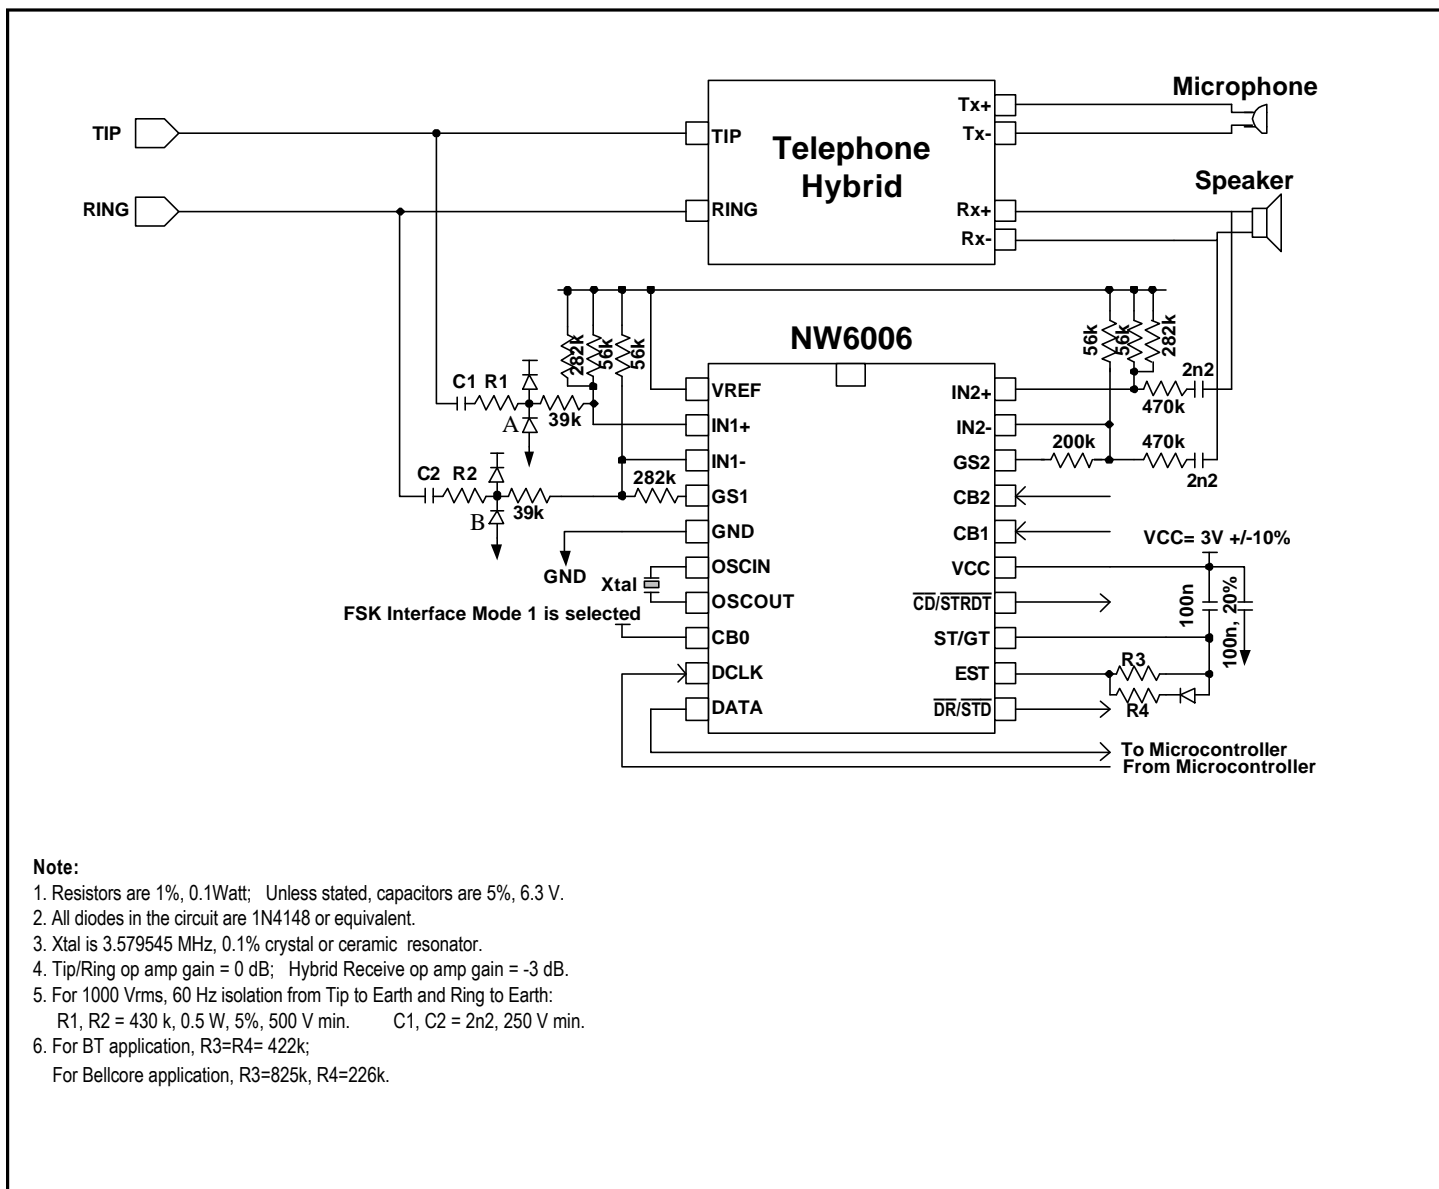 Microphone
Tx+
TIP
TIP
Tx-
Telephone
Hybrid
Speaker
RING
RING
Rx+
Rx-
282k
56k
56k
NW6006
56k
56k
282k
2n2
C1 R1
VREF
IN2+
470k
A
39k
IN1+
IN2-
200k
470k
C2 R2
IN1-
GS2
282k
2n2
B
39k
GS1
CB2
GND
CB1
VCC= 3V +/-10%
GND
OSCIN
VCC
Xtal
OSCOUT
CD/STRDT
100n
100n, 20%
FSK Interface Mode 1 is selected
CB0
ST/GT
DCLK
EST
R3
DATA
DR/STD
R4
To Microcontroller
From Microcontroller
Note:
1. Resistors are 1%, 0.1Watt; Unless stated, capacitors are 5%, 6.3 V.
2. All diodes in the circuit are 1N4148 or equivalent.
3. Xtal is 3.579545 MHz, 0.1% crystal or ceramic resonator.
4. Tip/Ring op amp gain = 0 dB; Hybrid Receive op amp gain = -3 dB.
5. For 1000 Vrms, 60 Hz isolation from Tip to Earth and Ring to Earth:
R1, R2 = 430 k, 0.5 W, 5%, 500 V min. C1, C2 = 2n2, 250 V min.
6. For BT application, R3=R4= 422k;
For Bellcore application, R3=825k, R4=226k.